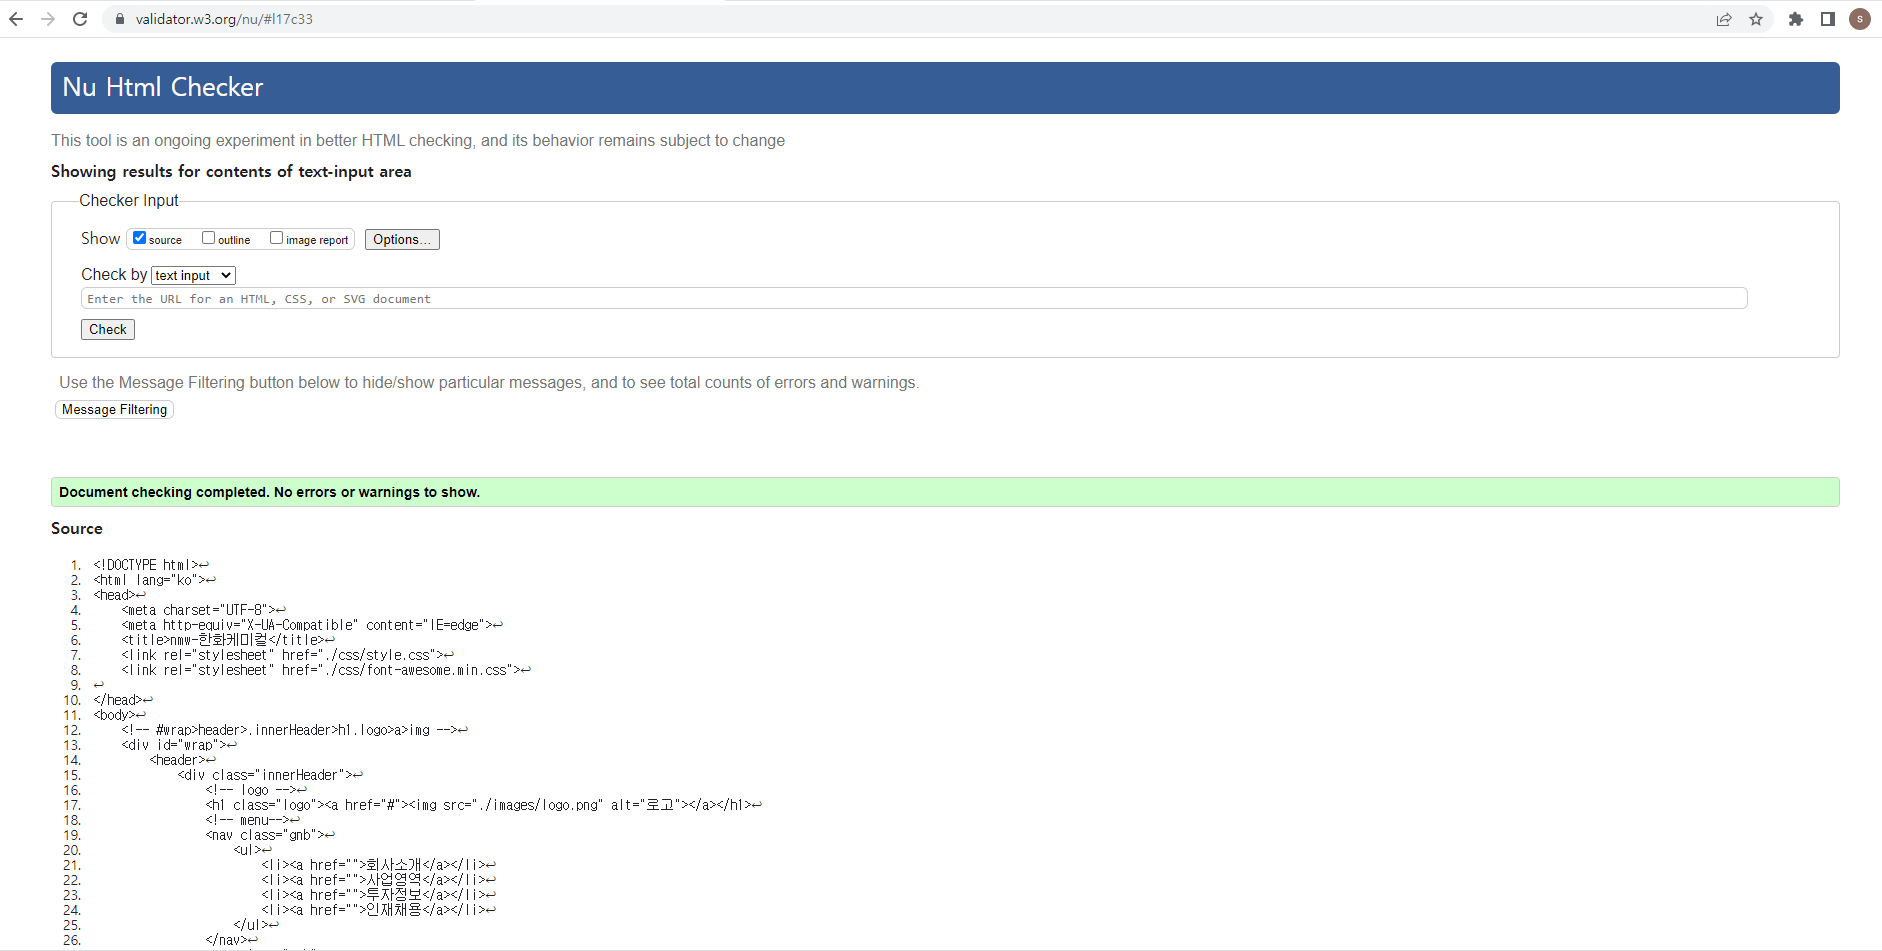 validator.w3.org/nu/#l17c33
s
Nu Html Checker
This tool is an ongoing experiment in better HTML checking, and its behavior remains subject to change
Showing results for contents of text-input area
Checker Input
Show source outline image report Options...
Check by text input
Enter the URL for an HTML, CSS, or SVG document
Check
Use the Message Filtering button below to hide/show particular messages, and to see total counts of errors and warnings.
Message Filtering
Document checking completed. No errors or warnings to show.
Source
1. <!DOCTYPE html>↩
2. <html lang="ko">↩
3. <head>↩
4. <meta charset="UTF-8">↩
5. <meta http-equiv="X-UA-Compatible" content="IE=edge">↩
6. <title>nmw-한화케미컬</title>↩
7. <link rel="stylesheet" href="./css/style.css">↩
8. <link rel="stylesheet" href="./css/font-awesome.min.css">↩
9. ↩
10. </head>↩
11. <body>↩
12. <!-- #wrap>header>.innerHeader>h1.logo>a>img -->↩
13. <div id="wrap">↩
14. <header>↩
15. <div class="innerHeader">↩
16. <!-- logo -->↩
17. <h1 class="logo"><a href="#"><img src="./images/logo.png" alt="로고"></a></h1>↩
18. <!-- menu-->↩
19. <nav class="gnb">↩
20. <ul>↩
21. <li><a href="">회사소개</a></li>↩
22. <li><a href="">사업영역</a></li>↩
23. <li><a href="">투자정보</a></li>↩
24. <li><a href="">인재채용</a></li>↩
25. </ul>↩
26. </nav>↩